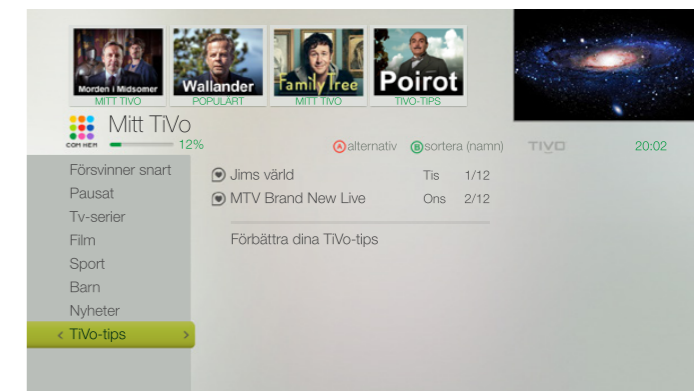 Morden i Midsomer
MITT TIVO
Wallander
POPULÄRT
Family Tree
MITT TIVO
Poirot
TIVO-TIPS
COM HEM
Mitt TiVo
12%
A alternativ
B sortera (namn)
TIVO
20:02
Försvinner snart
Pausat
Tv-serier
Film
Sport
Barn
Nyheter
< TiVo-tips >
Jims värld Tis 1/12
MTV Brand New Live Ons 2/12
Förbättra dina TiVo-tips